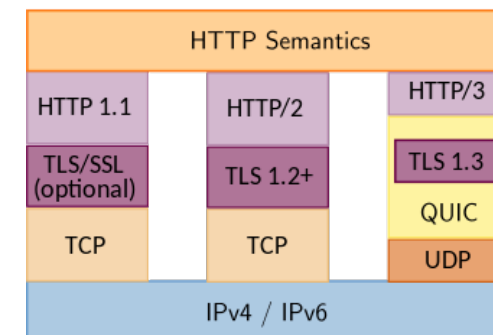 HTTP Semantics
HTTP 1.1
TLS/SSL
(optional)
TCP
HTTP/2
TLS 1.2+
TCP
HTTP/3
TLS 1.3
QUIC
UDP
IPv4 / IPv6